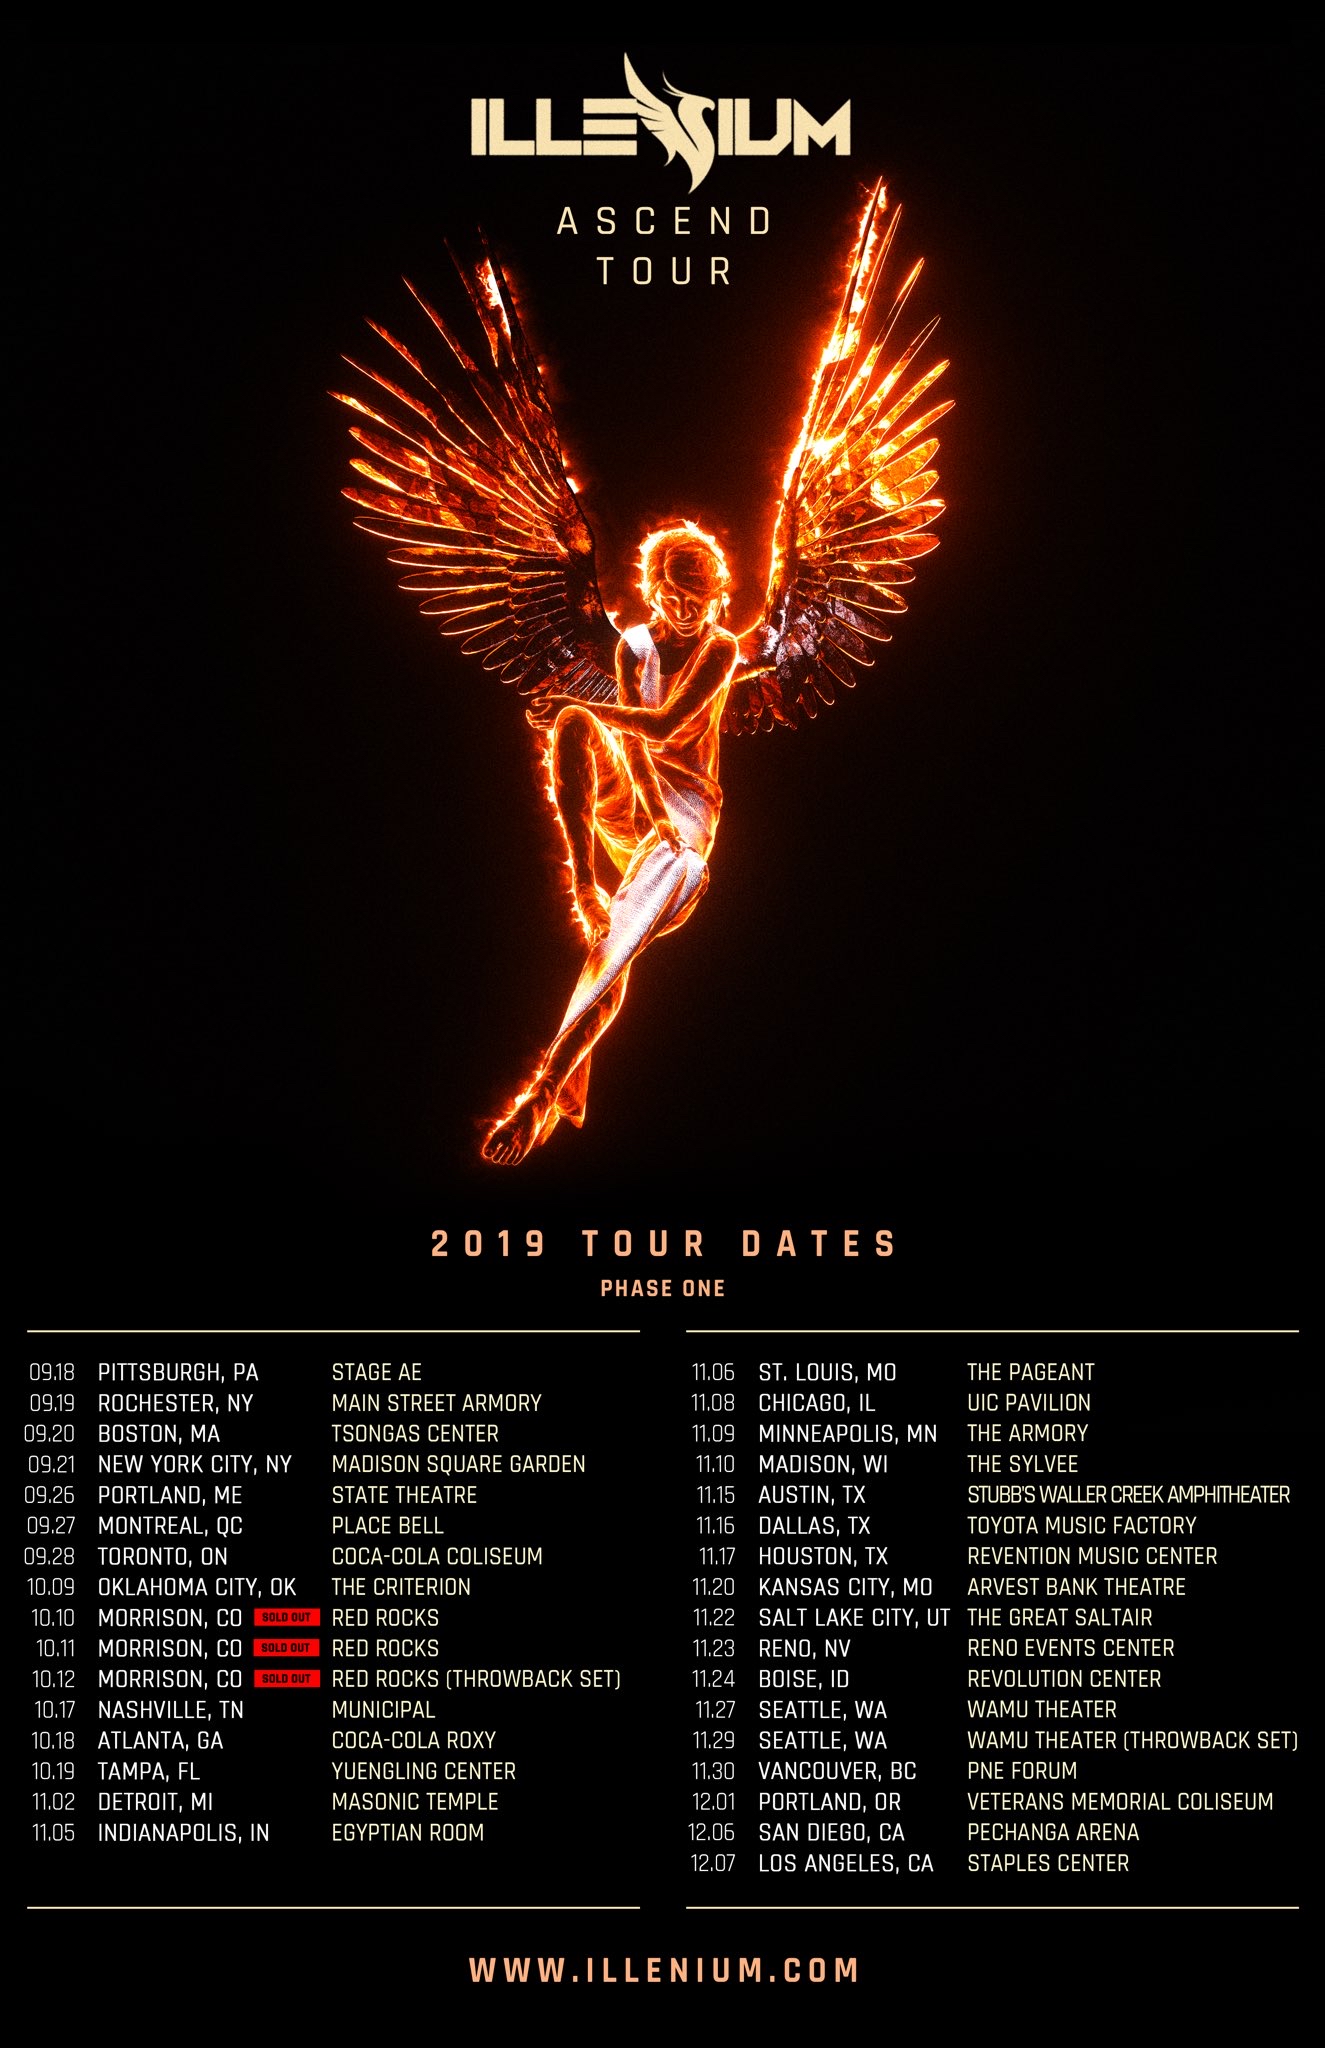 ILLENIUM
ASCEND
TOUR
2019 TOUR DATES
PHASE ONE
09.18 PITTSBURGH, PA STAGE AE
09.19 ROCHESTER, NY MAIN STREET ARMORY
09.20 BOSTON, MA TSONGAS CENTER
09.21 NEW YORK CITY, NY MADISON SQUARE GARDEN
09.26 PORTLAND, ME STATE THEATRE
09.27 MONTREAL, QC PLACE BELL
09.28 TORONTO, ON COCA-COLA COLISEUM
10.09 OKLAHOMA CITY, OK THE CRITERION
10.10 MORRISON, CO SOLD OUT RED ROCKS
10.11 MORRISON, CO SOLD OUT RED ROCKS
10.12 MORRISON, CO SOLD OUT RED ROCKS (THROWBACK SET)
10.17 NASHVILLE, TN MUNICIPAL
10.18 ATLANTA, GA COCA-COLA ROXY
10.19 TAMPA, FL YUENGLING CENTER
11.02 DETROIT, MI MASONIC TEMPLE
11.05 INDIANAPOLIS, IN EGYPTIAN ROOM
11.06 ST. LOUIS, MO THE PAGEANT
11.08 CHICAGO, IL UIC PAVILION
11.09 MINNEAPOLIS, MN THE ARMORY
11.10 MADISON, WI THE SYLVEE
11.15 AUSTIN, TX STUBB'S WALLER CREEK AMPHITHEATER
11.16 DALLAS, TX TOYOTA MUSIC FACTORY
11.17 HOUSTON, TX REVENTION MUSIC CENTER
11.20 KANSAS CITY, MO ARVEST BANK THEATRE
11.22 SALT LAKE CITY, UT THE GREAT SALTAIR
11.23 RENO, NV RENO EVENTS CENTER
11.24 BOISE, ID REVOLUTION CENTER
11.27 SEATTLE, WA WAMU THEATER
11.29 SEATTLE, WA WAMU THEATER (THROWBACK SET)
11.30 VANCOUVER, BC PNE FORUM
12.01 PORTLAND, OR VETERANS MEMORIAL COLISEUM
12.06 SAN DIEGO, CA PECHANGA ARENA
12.07 LOS ANGELES, CA STAPLES CENTER
WWW.ILLENIUM.COM